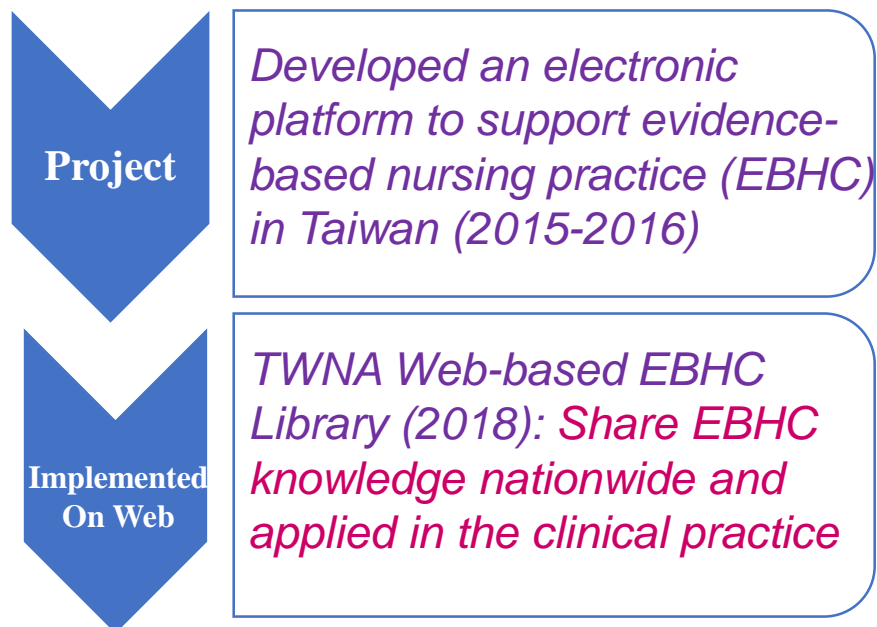 Project
Developed an electronic
platform to support evidence-
based nursing practice (EBHC)
in Taiwan (2015-2016)
Implemented
On Web
TWNA Web-based EBHC
Library (2018): Share EBHC
knowledge nationwide and
applied in the clinical practice